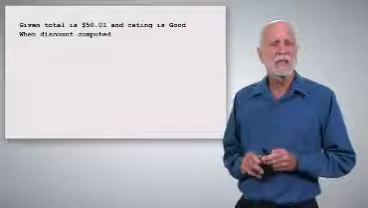 Given total is $50.01 and rating is Good
When discount computed